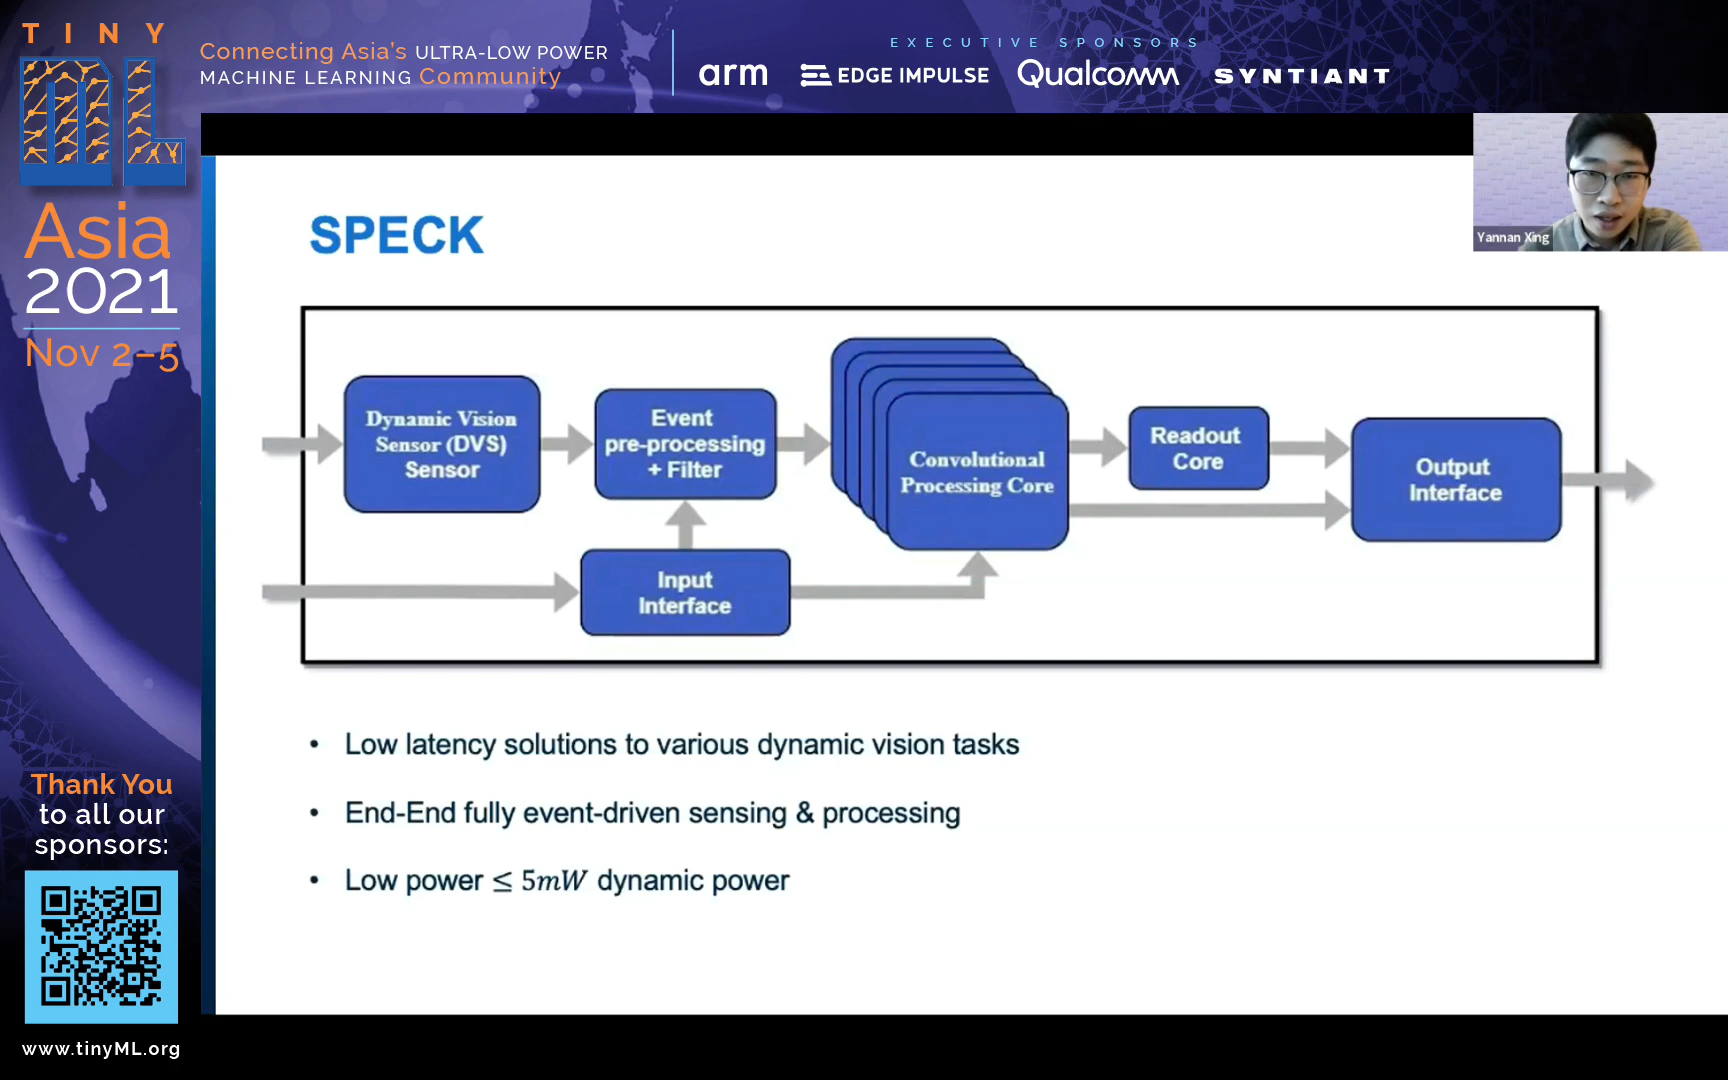 TINY
ML
Asia
2021
Nov 2–5
Connecting Asia's ULTRA-LOW POWER
MACHINE LEARNING Community
EXECUTIVE SPONSORS
arm
EDGE IMPULSE
Qualcomm
SYNTIANT
Yannan Xing
SPECK
Dynamic Vision
Sensor (DVS)
Sensor
Event
pre-processing
+ Filter
Convolutional
Processing Core
Readout
Core
Output
Interface
Input
Interface
• Low latency solutions to various dynamic vision tasks
• End-End fully event-driven sensing & processing
• Low power ≤ 5mW dynamic power
Thank You
to all our
sponsors:
www.tinyML.org